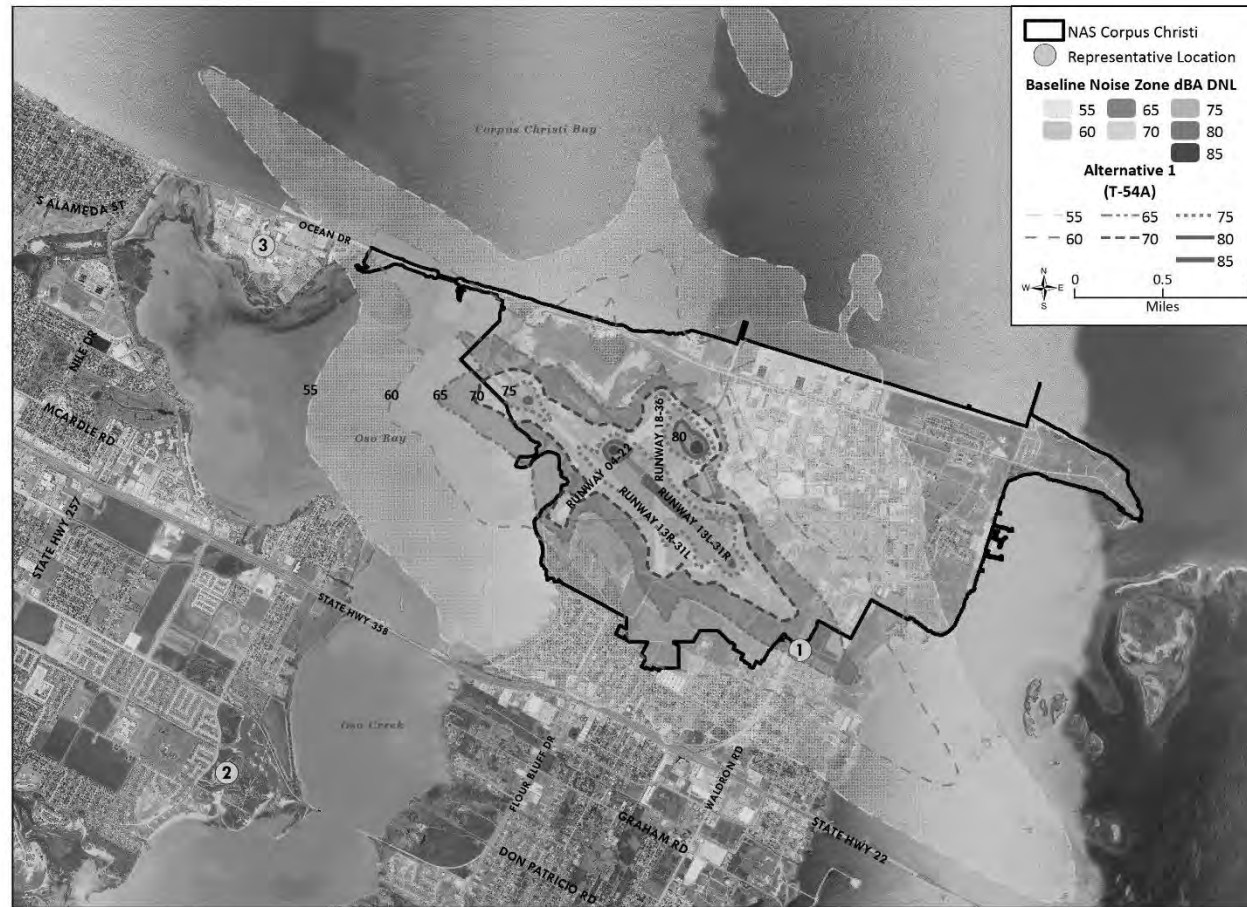 NAS Corpus Christi
Representative Location
Baseline Noise Zone dBA DNL
55 65 75
60 70 80
85
Alternative 1
(T-54A)
55 65 75
60 70 80
85
N
W E
S
0 0.5
Miles
Corpus Christi Bay
S ALAMEDA ST
OCEAN DR
3
NILE DR
MCARDLE RD
55 60 65 70 75
80
Oso Bay
RUNWAY 18-36
RUNWAY 04-22
RUNWAY 13L-31R
RUNWAY 13R-31L
STATE HWY 257
STATE HWY 358
1
Oso Creek
2
FLOUR BLUFF DR
WALDRON RD
GRAHAM RD
STATE HWY 22
DON PATRICIO RD